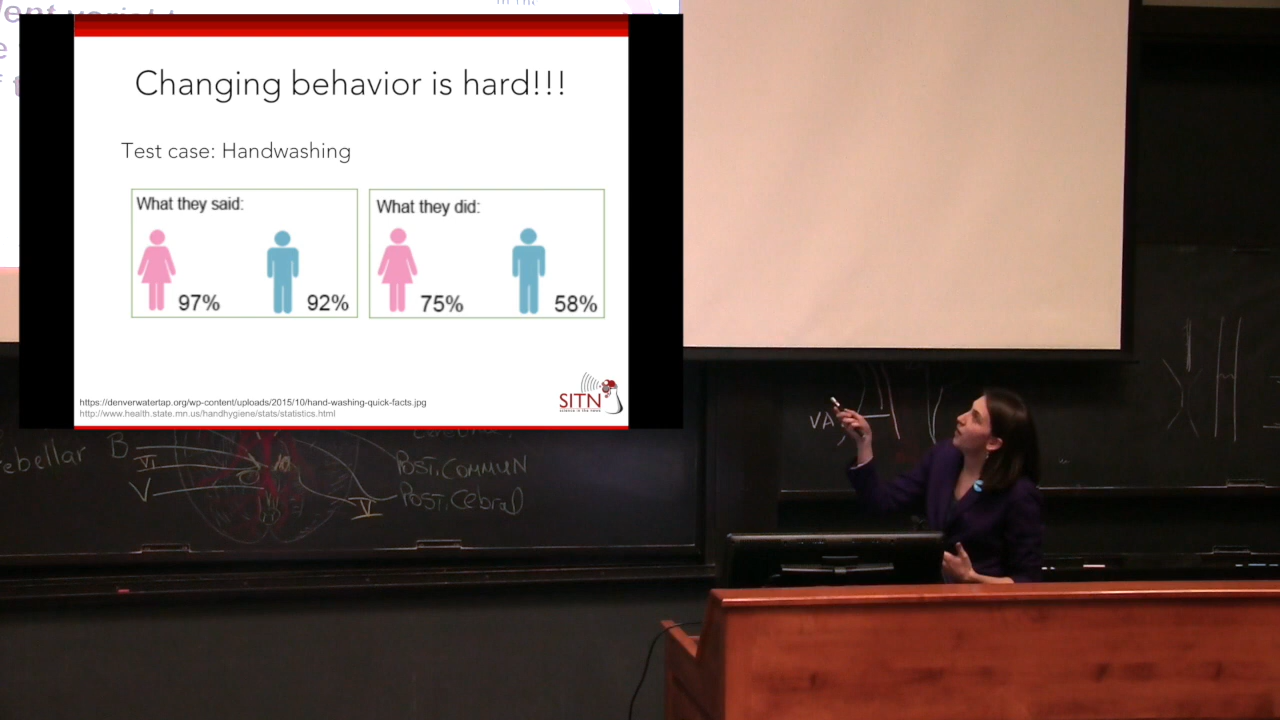 Changing behavior is hard!!!
Test case: Handwashing
What they said:
97%
92%
What they did:
75%
58%
https://denverwatertap.org/wp-content/uploads/2015/10/hand-washing-quick-facts.jpg
http://www.health.state.mn.us/handhygiene/stats/statistics.html
SITN
science in the news
ebellar
B
VI
V
POST. COMMUN
POST. Cebral
V
VA